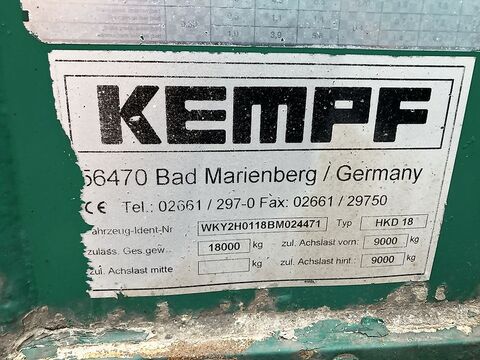 KEMPF
56470 Bad Marienberg / Germany
CE Tel.: 02661 / 297-0 Fax: 02661 / 29750
ahrzeug-Ident-Nr WKY2H0118BM024471 Typ HKD 18
zuläss. Ges.gew.. 18000 kg zul. Achslast vorn: 9000 kg
zul. Achslast mitte kg zul. Achslast hint.: 9000 kg